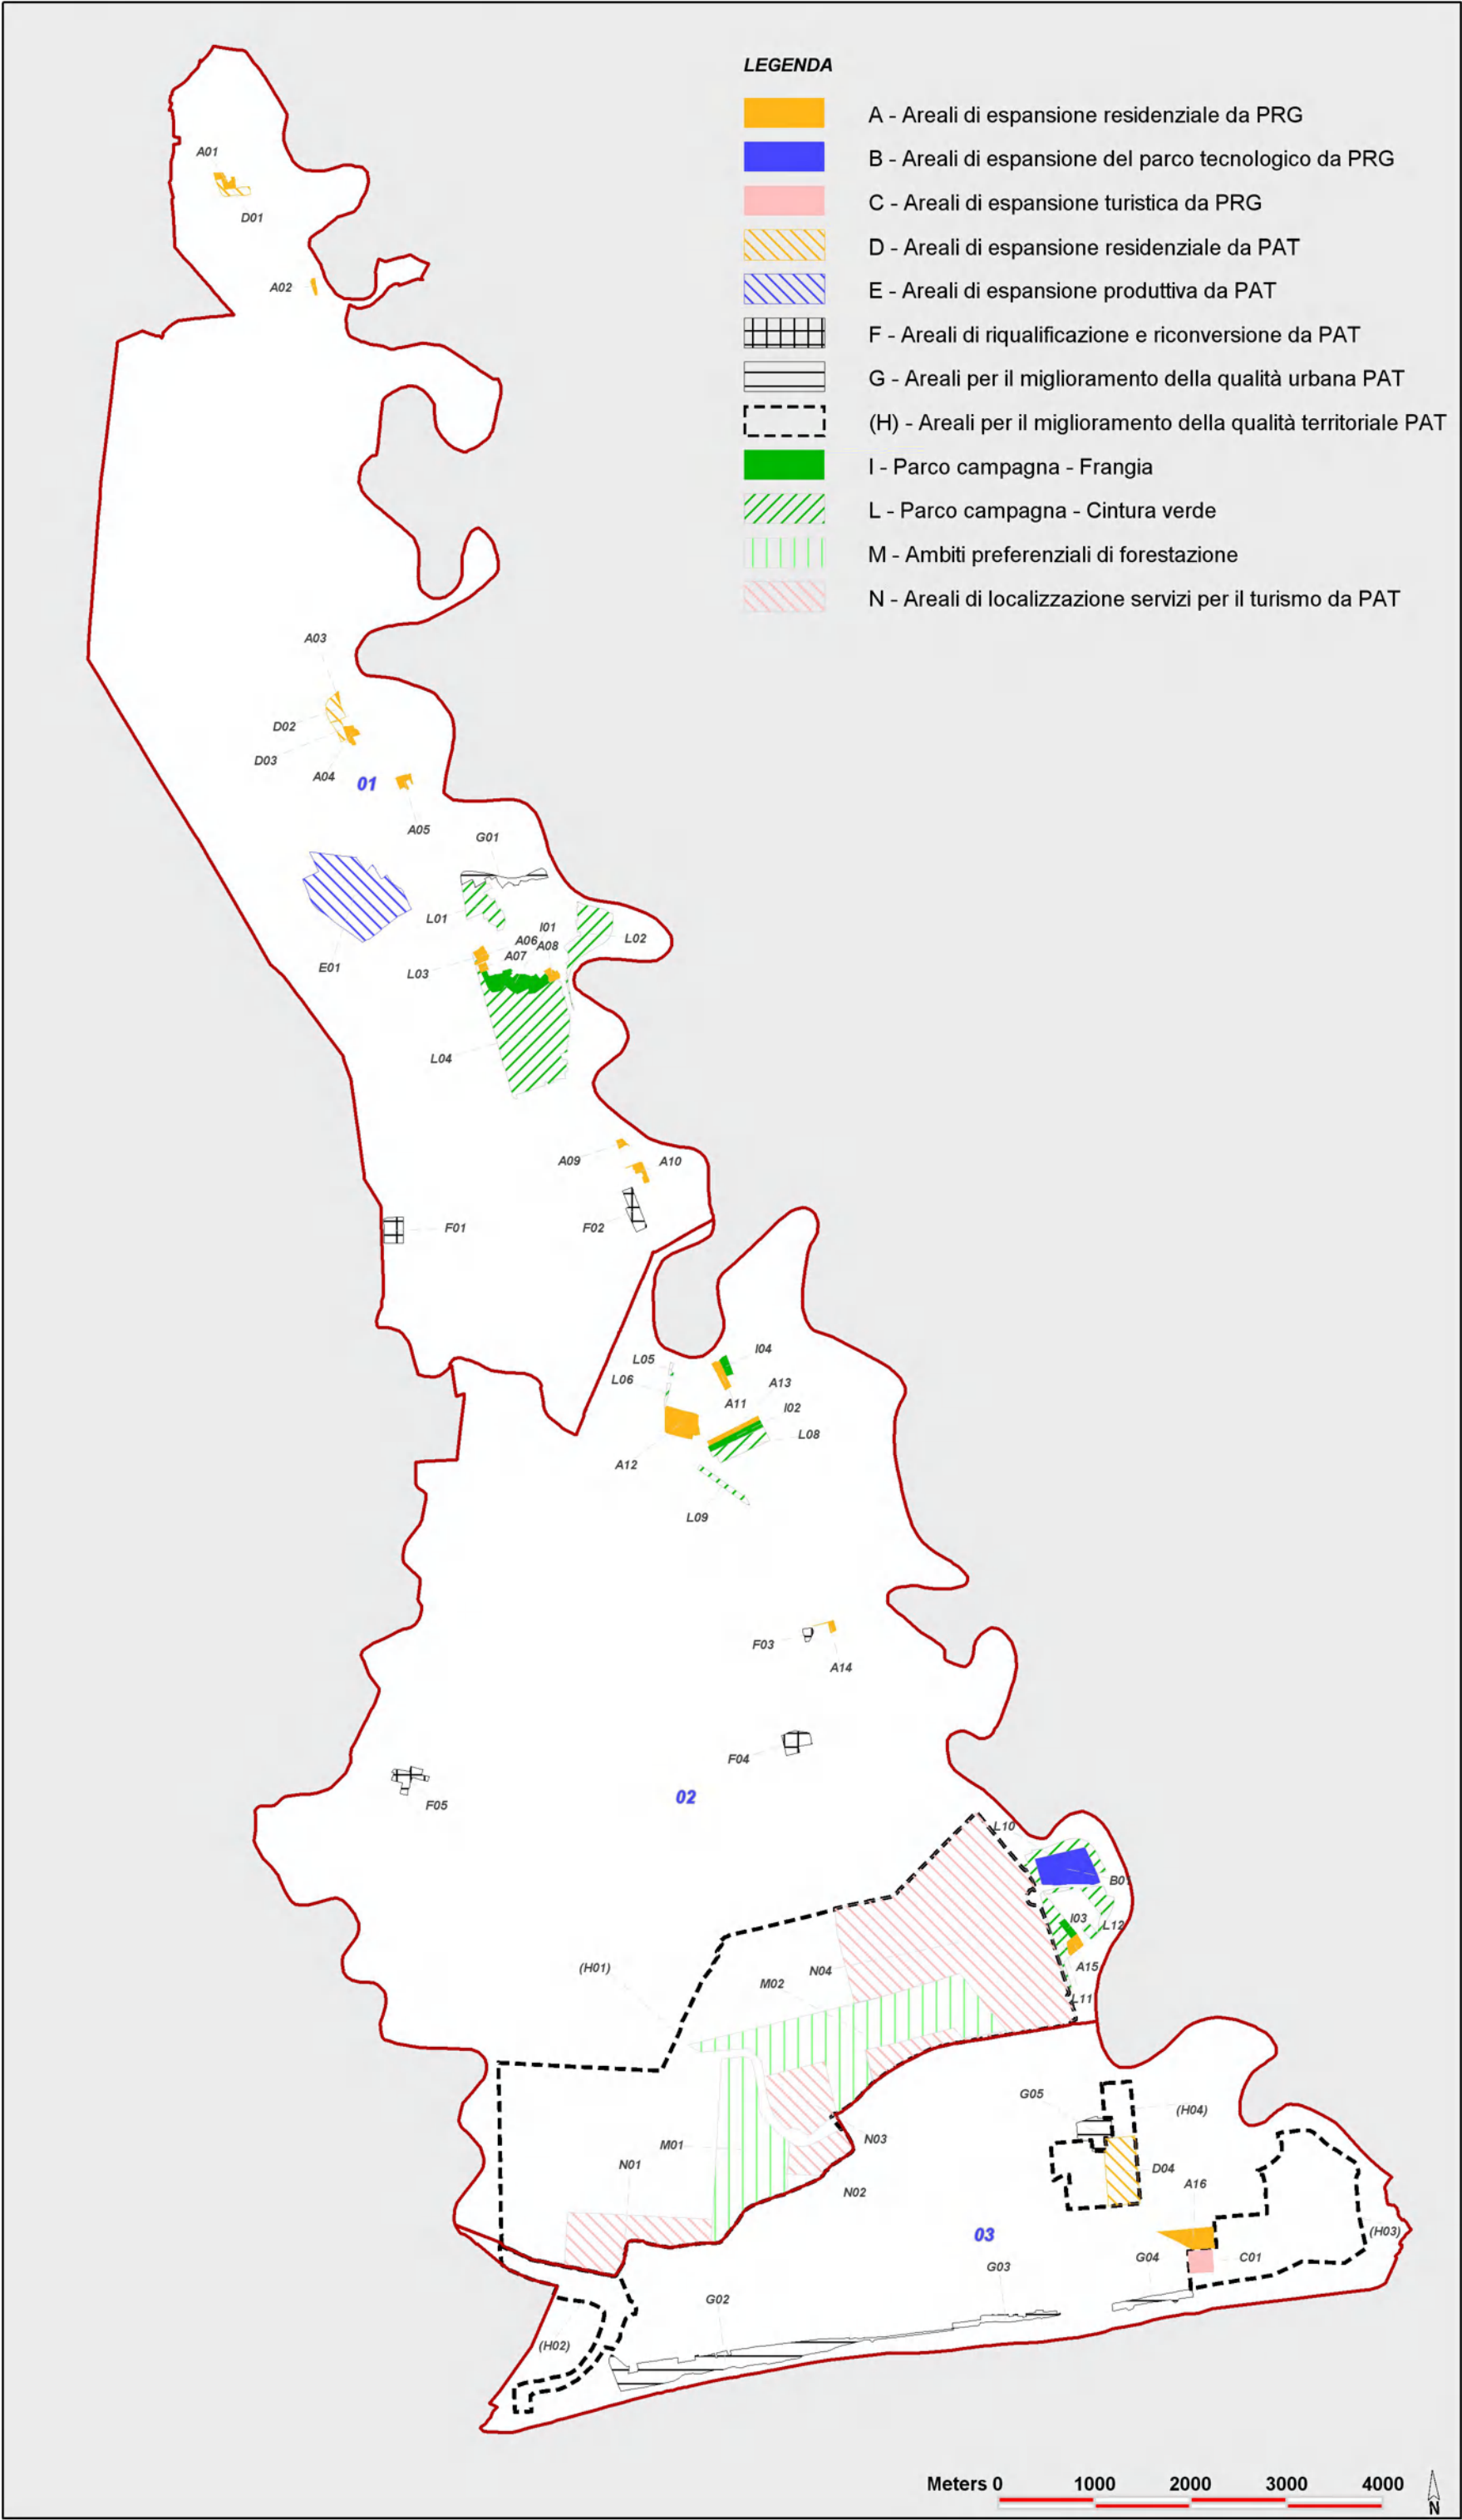 LEGENDA
A - Areali di espansione residenziale da PRG
B - Areali di espansione del parco tecnologico da PRG
C - Areali di espansione turistica da PRG
D - Areali di espansione residenziale da PAT
E - Areali di espansione produttiva da PAT
F - Areali di riqualificazione e riconversione da PAT
G - Areali per il miglioramento della qualità urbana PAT
(H) - Areali per il miglioramento della qualità territoriale PAT
I - Parco campagna - Frangia
L - Parco campagna - Cintura verde
M - Ambiti preferenziali di forestazione
N - Areali di localizzazione servizi per il turismo da PAT
A01
D01
A02
A03
D02
D03
A04
01
A05
G01
L01
I01
A06
A08
L02
A07
E01
L03
L04
A09
A10
F01
F02
I04
L05
L06
A13
A11
I02
L08
A12
L09
F03
A14
F04
02
F05
L10
B01
I03
L12
(H01)
N04
A15
M02
L11
G05
(H04)
N03
M01
N01
D04
A16
N02
03
(H03)
G04
C01
G03
G02
(H02)
Meters 0 1000 2000 3000 4000
N